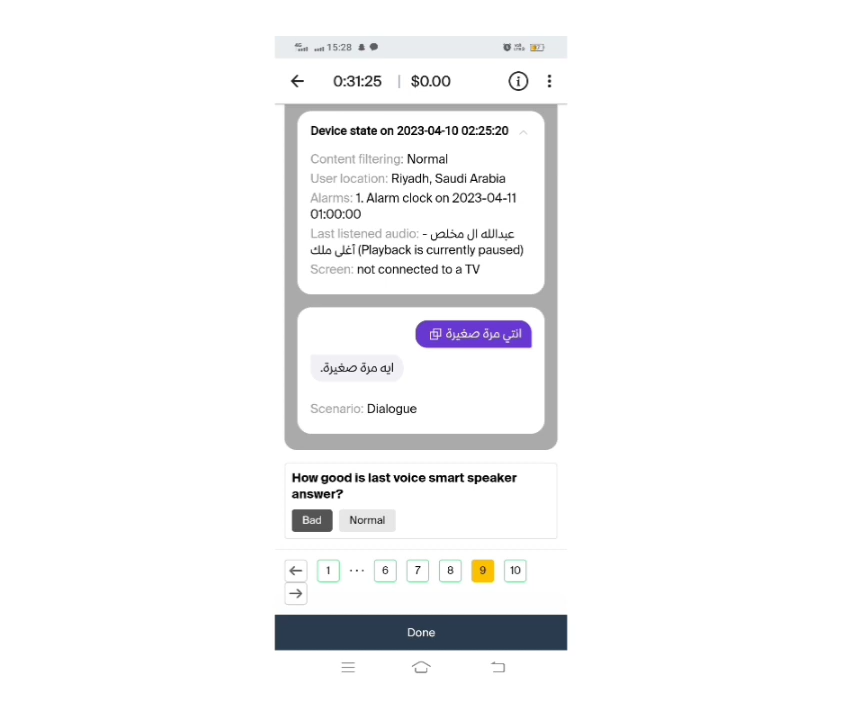 15:28
0:31:25 | $0.00
Device state on 2023-04-10 02:25:20
Content filtering: Normal
User location: Riyadh, Saudi Arabia
Alarms: 1. Alarm clock on 2023-04-11
01:00:00
Last listened audio: - عبدالله ال مخلص
آغلى ملك (Playback is currently paused)
Screen: not connected to a TV
انتي مرة صغيرة
ايه مرة صغيرة.
Scenario: Dialogue
How good is last voice smart speaker
answer?
Bad Normal
1 ··· 6 7 8 9 10
Done